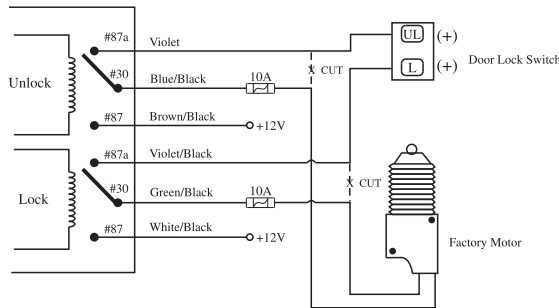 #87a
Violet
UL
(+)
X CUT
Door Lock Switch
L
(+)
Unlock
#30
Blue/Black
10A
#87
Brown/Black
+12V
#87a
Violet/Black
X CUT
#30
Green/Black
10A
Lock
#87
White/Black
+12V
Factory Motor